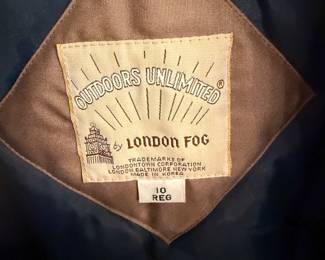 OUTDOORS UNLIMITED®
by LONDON FOG
TRADEMARKS OF
LONDONTOWN CORPORATION
LONDON BALTIMORE NEW YORK
MADE IN KOREA
10
REG